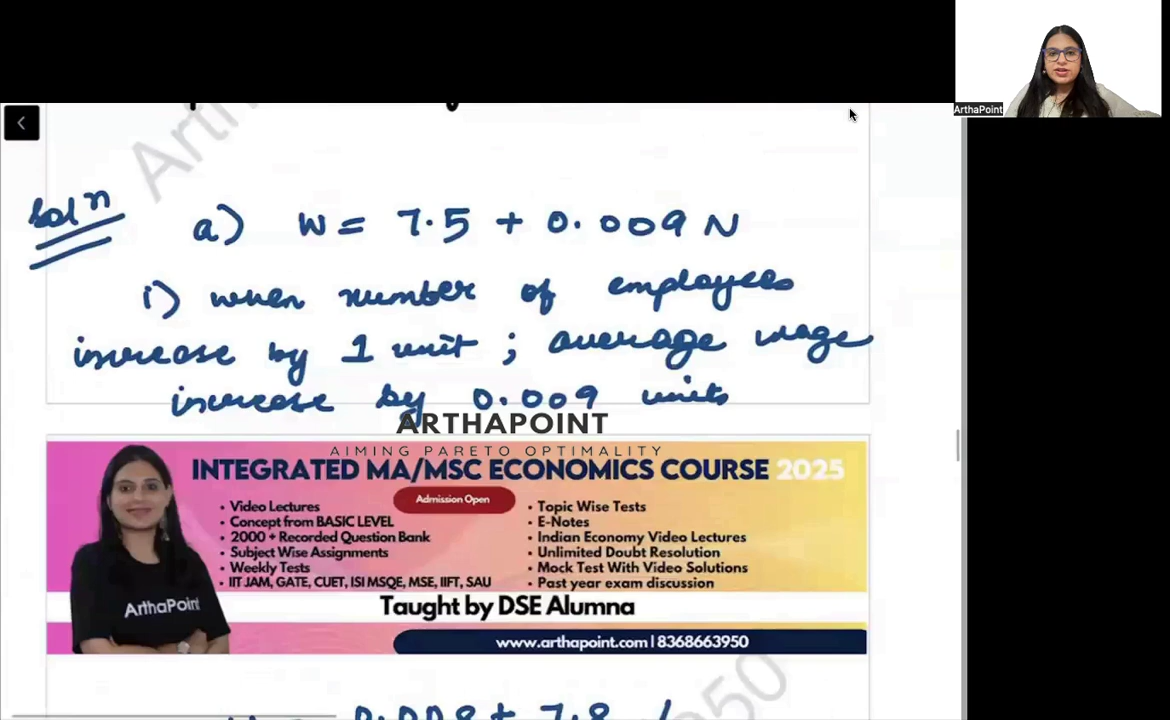 ArthaPoint
Solⁿ
a) W = 7.5 + 0.009 N
i) when number of employees
increase by 1 unit ; average wage
increase by 0.009 units
ARTHAPOINT
AIMING PARETO OPTIMALITY
INTEGRATED MA/MSC ECONOMICS COURSE 2025
Admission Open
• Video Lectures
• Concept from BASIC LEVEL
• 2000 + Recorded Question Bank
• Subject Wise Assignments
• Weekly Tests
• IIT JAM, GATE, CUET, ISI MSQE, MSE, IIFT, SAU
• Topic Wise Tests
• E-Notes
• Indian Economy Video Lectures
• Unlimited Doubt Resolution
• Mock Test With Video Solutions
• Past year exam discussion
ArthaPoint
Taught by DSE Alumna
www.arthapoint.com | 8368663950
0.008 + 7.8